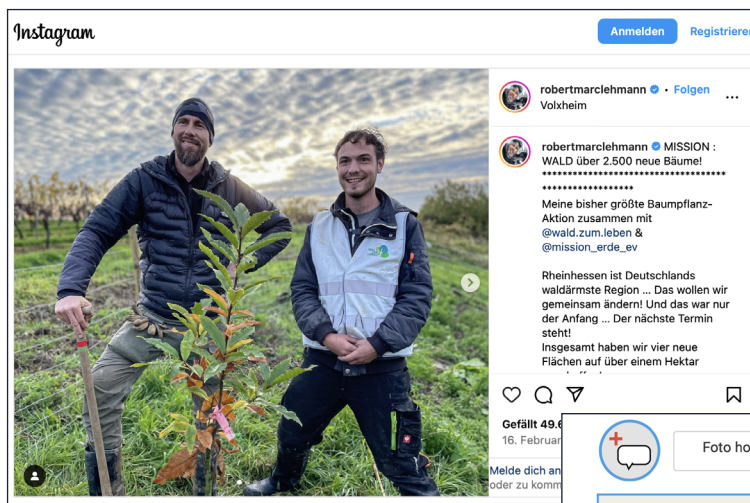 Instagram
Anmelden
robertmarclehmann • Folgen
Volxheim
...
robertmarclehmann MISSION :
WALD über 2.500 neue Bäume!
************************************
******************
Meine bisher größte Baumpflanz-
Aktion zusammen mit
@wald.zum.leben &
@mission_erde_ev
Rheinhessen ist Deutschlands
waldärmste Region ... Das wollen wir
gemeinsam ändern! Und das war nur
der Anfang ... Der nächste Termin
steht!
Insgesamt haben wir vier neue
Flächen auf über einem Hektar
Gefällt
16. Februar
Melde dich an
oder zu
Foto